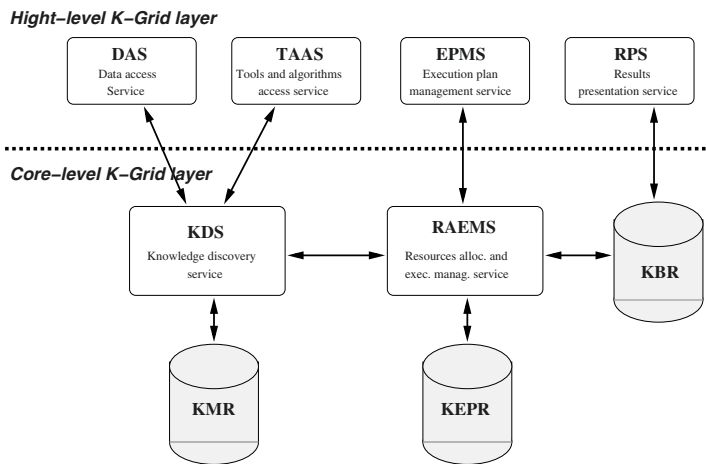 Hight–level K–Grid layer
DAS
Data access
Service
TAAS
Tools and algorithms
access service
EPMS
Execution plan
management service
RPS
Results
presentation service
Core–level K–Grid layer
KDS
Knowledge discovery
service
RAEMS
Resources alloc. and
exec. manag. service
KBR
KMR
KEPR